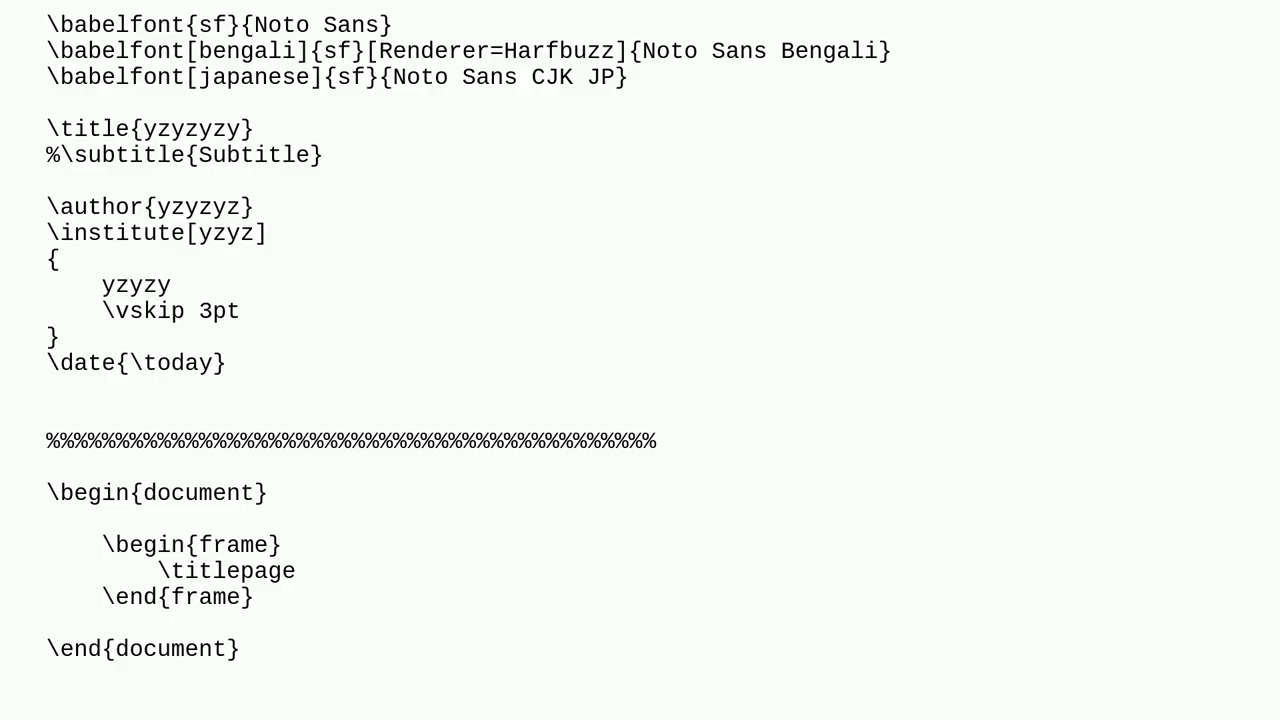 \babelfont{sf}{Noto Sans}
\babelfont[bengali]{sf}[Renderer=Harfbuzz]{Noto Sans Bengali}
\babelfont[japanese]{sf}{Noto Sans CJK JP}

\title{yzyzyzy}
%\subtitle{Subtitle}

\author{yzyzyz}
\institute[yzyz]
{
    yzyzy
    \vskip 3pt
}
\date{\today}

%%%%%%%%%%%%%%%%%%%%%%%%%%%%%%%%%%%%%%%%%%%%

\begin{document}

    \begin{frame}
        \titlepage
    \end{frame}

\end{document}